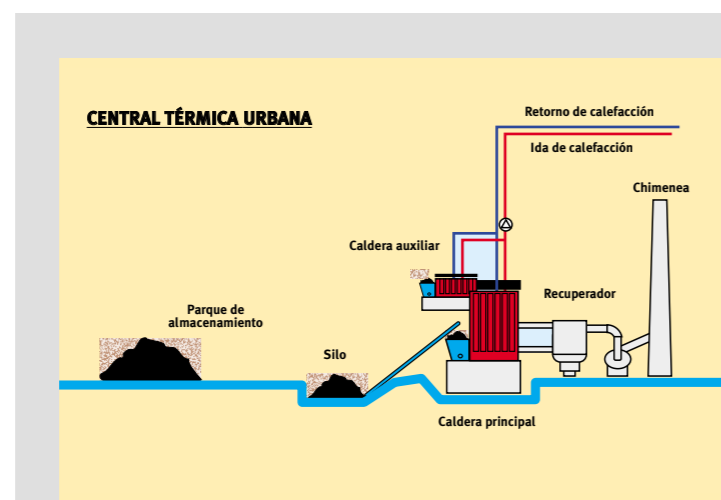 CENTRAL TÉRMICA URBANA
Retorno de calefacción
Ida de calefacción
Chimenea
Caldera auxiliar
Recuperador
Parque de
almacenamiento
Silo
Caldera principal